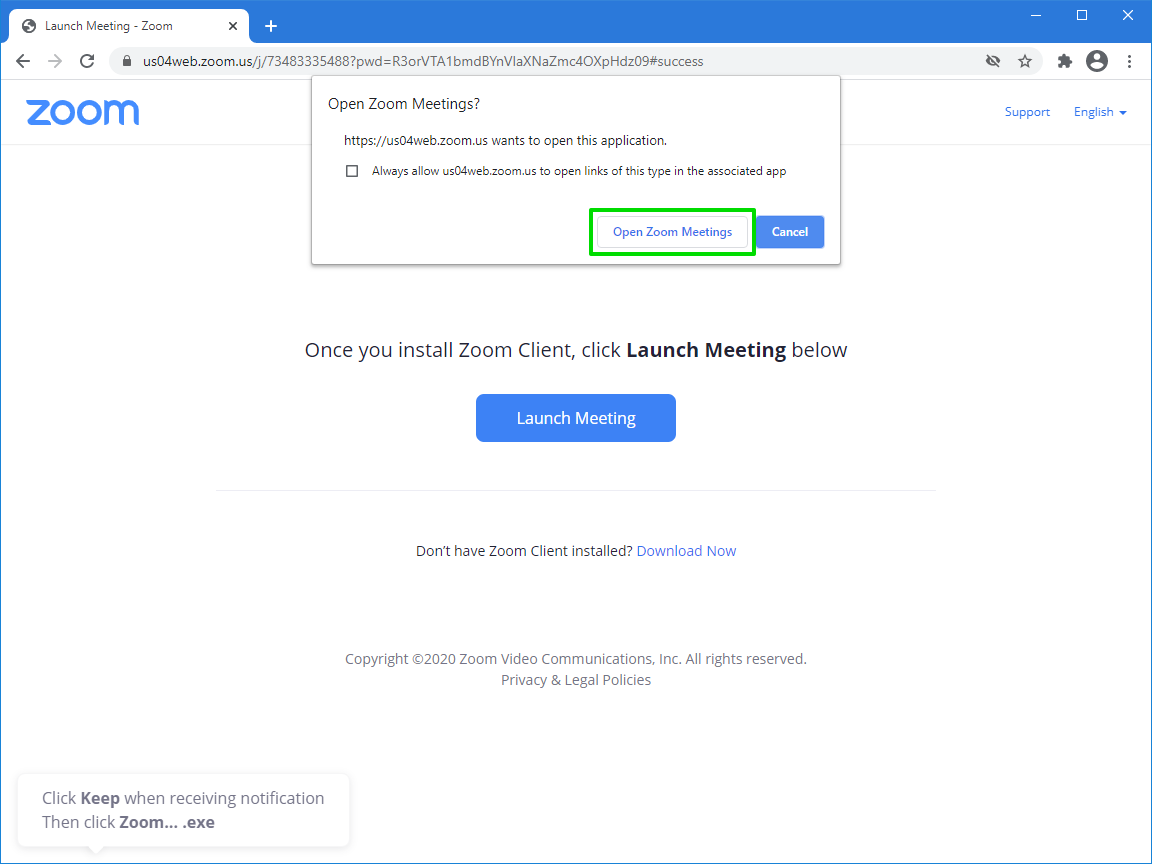 Launch Meeting - Zoom
us04web.zoom.us/j/73483335488?pwd=R3orVTA1bmdBYnVlaXNaZmc4OXpHdz09#success
zoom
Support English
Open Zoom Meetings?
https://us04web.zoom.us wants to open this application.
Always allow us04web.zoom.us to open links of this type in the associated app
Open Zoom Meetings Cancel
Once you install Zoom Client, click Launch Meeting below
Launch Meeting
Don’t have Zoom Client installed? Download Now
Copyright ©2020 Zoom Video Communications, Inc. All rights reserved.
Privacy & Legal Policies
Click Keep when receiving notification
Then click Zoom... .exe